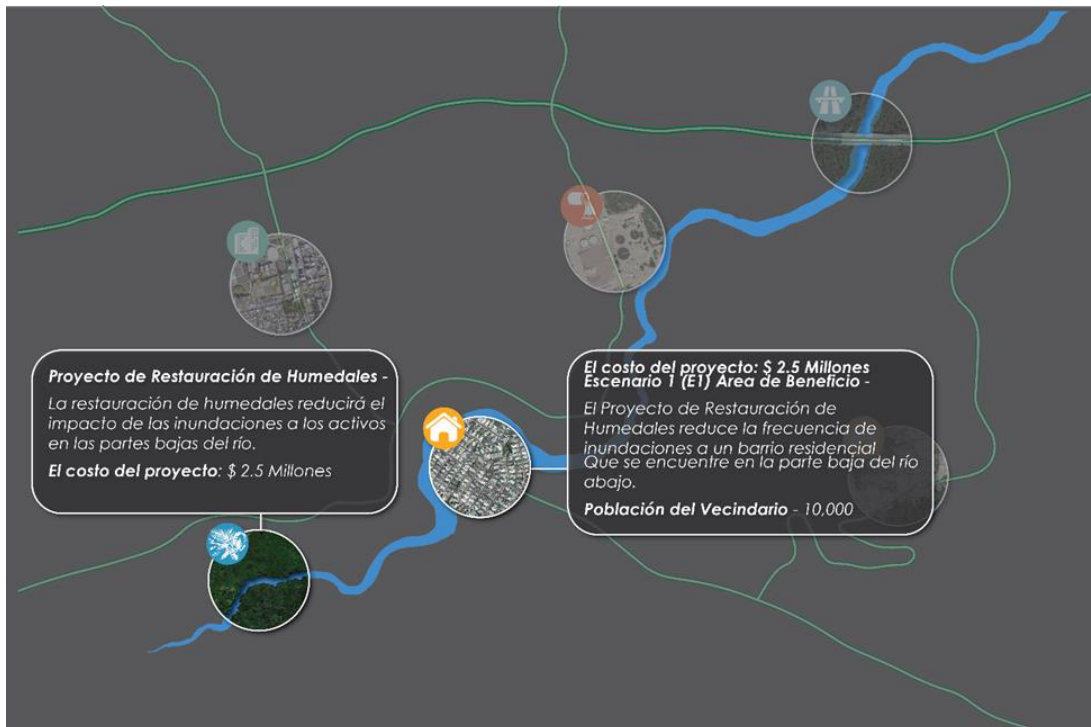 Proyecto de Restauración de Humedales -
La restauración de humedales reducirá el
impacto de las inundaciones a los activos
en las partes bajas del río.
El costo del proyecto: $ 2.5 Millones
El costo del proyecto: $ 2.5 Millones
Escenario 1 (E1) Área de Beneficio -
El Proyecto de Restauración de
Humedales reduce la frecuencia de
inundaciones a un barrio residencial
Que se encuentre en la parte baja del río
abajo.
Población del Vecindario - 10,000